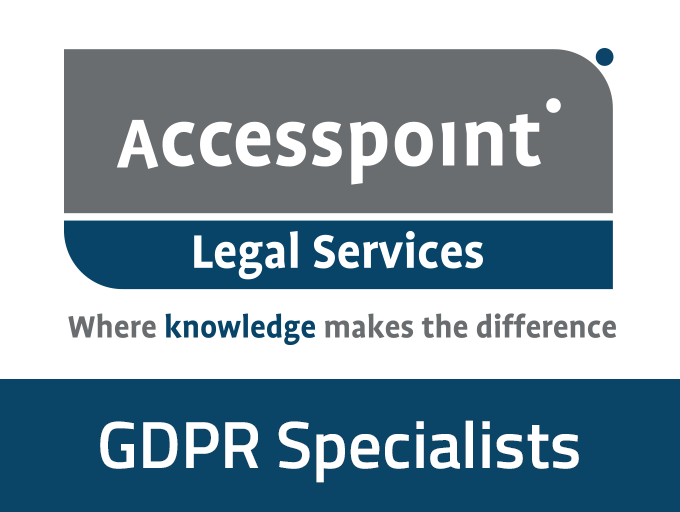 Accesspoint
Legal Services
Where knowledge makes the difference
GDPR Specialists